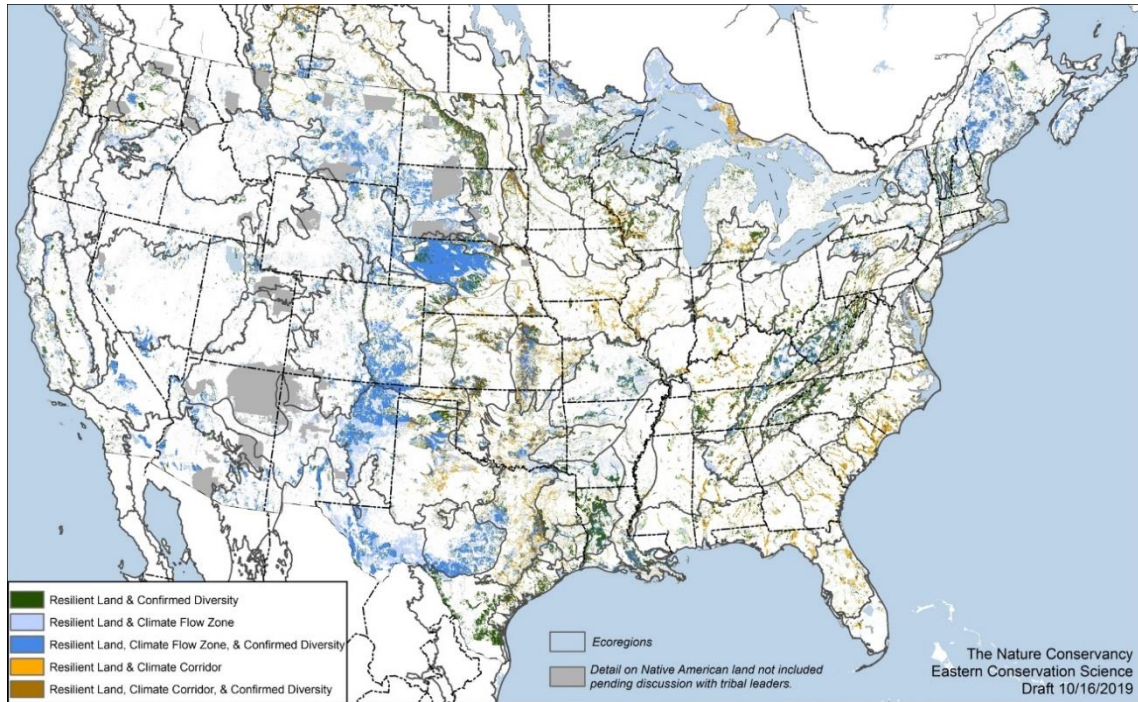 Resilient Land & Confirmed Diversity
Resilient Land & Climate Flow Zone
Resilient Land, Climate Flow Zone, & Confirmed Diversity
Resilient Land & Climate Corridor
Resilient Land, Climate Corridor, & Confirmed Diversity
Ecoregions
Detail on Native American land not included
pending discussion with tribal leaders.
The Nature Conservancy
Eastern Conservation Science
Draft 10/16/2019